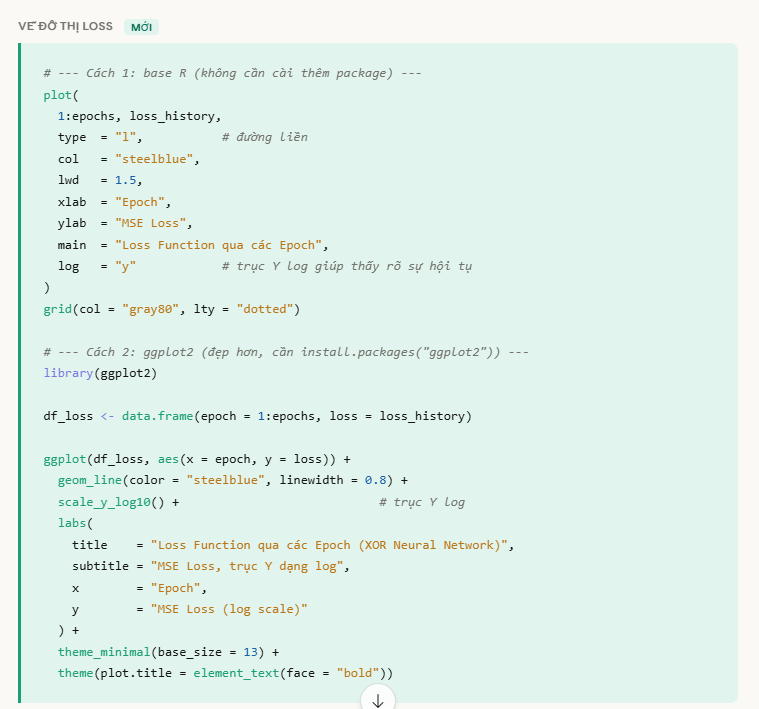 VẼ ĐỒ THỊ LOSS MỚI
# --- Cách 1: base R (không cần cài thêm package) ---
plot(
  1:epochs, loss_history,
  type  = "l",           # đường liền
  col   = "steelblue",
  lwd   = 1.5,
  xlab  = "Epoch",
  ylab  = "MSE Loss",
  main  = "Loss Function qua các Epoch",
  log   = "y"            # trục Y log giúp thấy rõ sự hội tụ
)
grid(col = "gray80", lty = "dotted")

# --- Cách 2: ggplot2 (đẹp hơn, cần install.packages("ggplot2")) ---
library(ggplot2)

df_loss <- data.frame(epoch = 1:epochs, loss = loss_history)

ggplot(df_loss, aes(x = epoch, y = loss)) +
  geom_line(color = "steelblue", linewidth = 0.8) +
  scale_y_log10() +                            # trục Y log
  labs(
    title    = "Loss Function qua các Epoch (XOR Neural Network)",
    subtitle = "MSE Loss, trục Y dạng log",
    x        = "Epoch",
    y        = "MSE Loss (log scale)"
  ) +
  theme_minimal(base_size = 13) +
  theme(plot.title = element_text(face = "bold"))